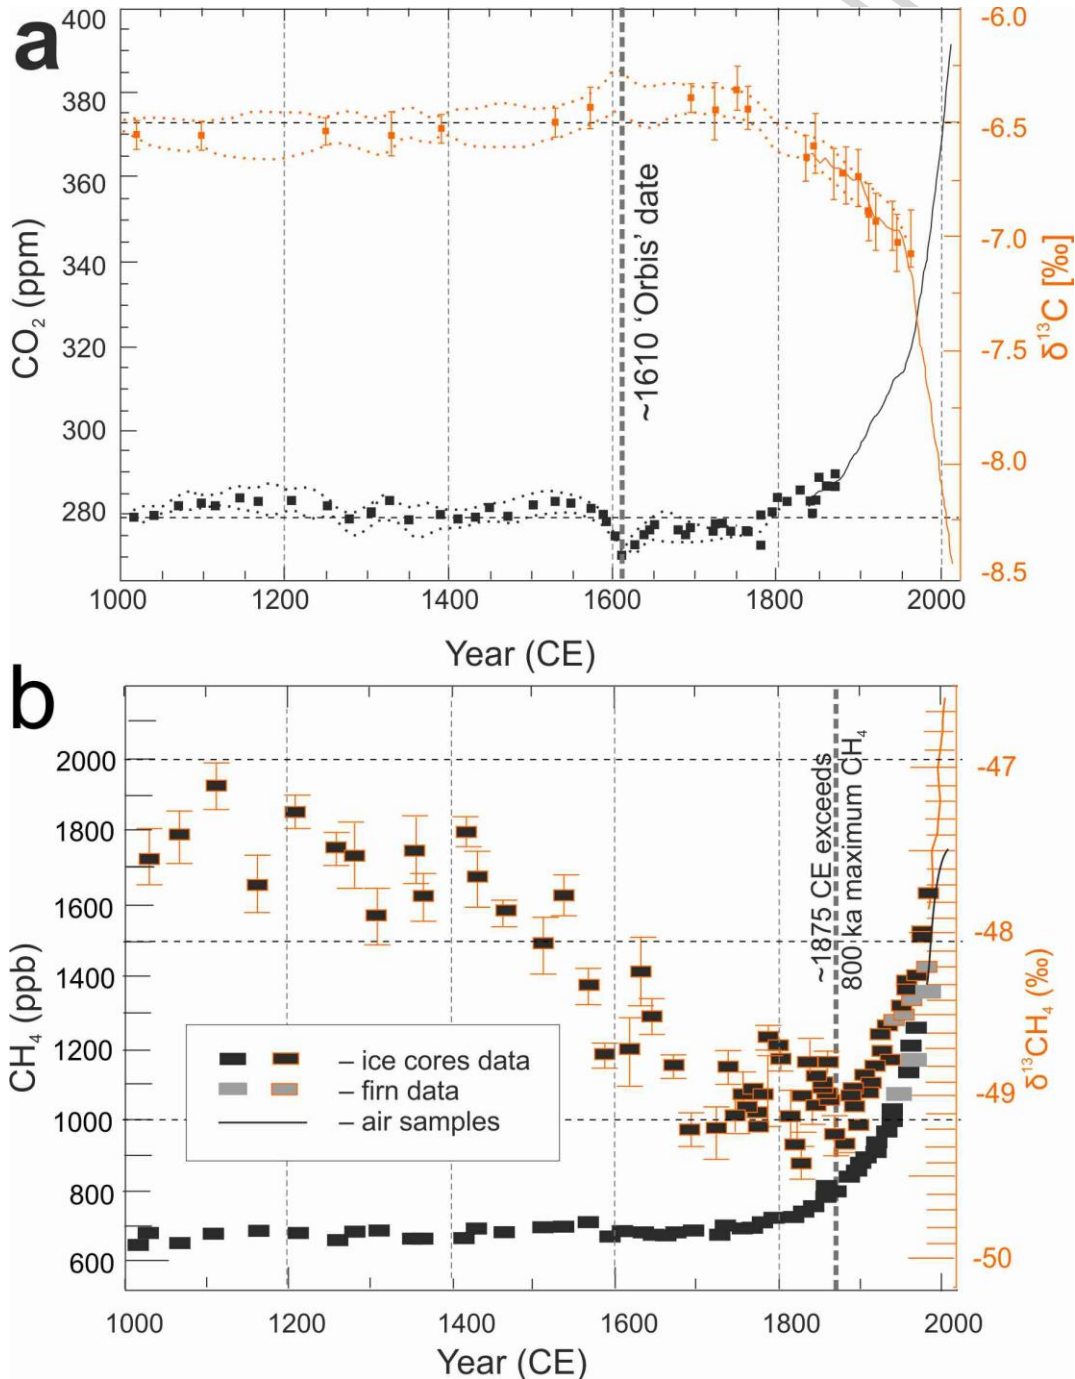 a
400
380
360
340
320
300
280
CO₂ (ppm)
-6.0
-6.5
-7.0
-7.5
-8.0
-8.5
δ¹³C [‰]
~1610 ‘Orbis’ date
1000
1200
1400
1600
1800
2000
Year (CE)
b
2000
1800
1600
1400
1200
1000
800
600
CH₄ (ppb)
-47
-48
-49
-50
δ¹³CH₄ (‰)
~1875 CE exceeds
800 ka maximum CH₄
– ice cores data
– firn data
– air samples
1000
1200
1400
1600
1800
2000
Year (CE)